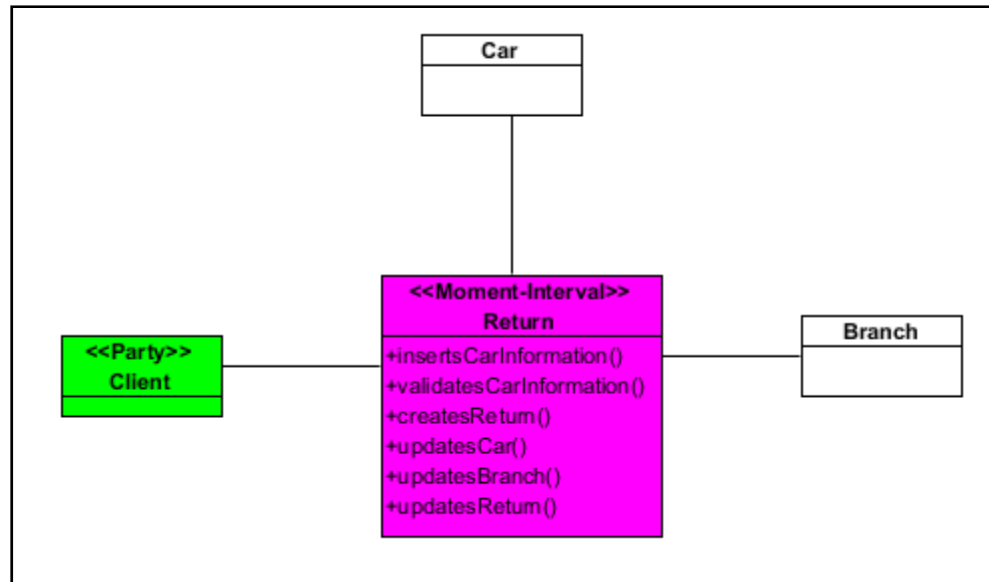 Car
<<Moment-Interval>>
Return
+insertsCarInformation()
+validatesCarInformation()
+createsReturn()
+updatesCar()
+updatesBranch()
+updatesReturn()
<<Party>>
Client
Branch